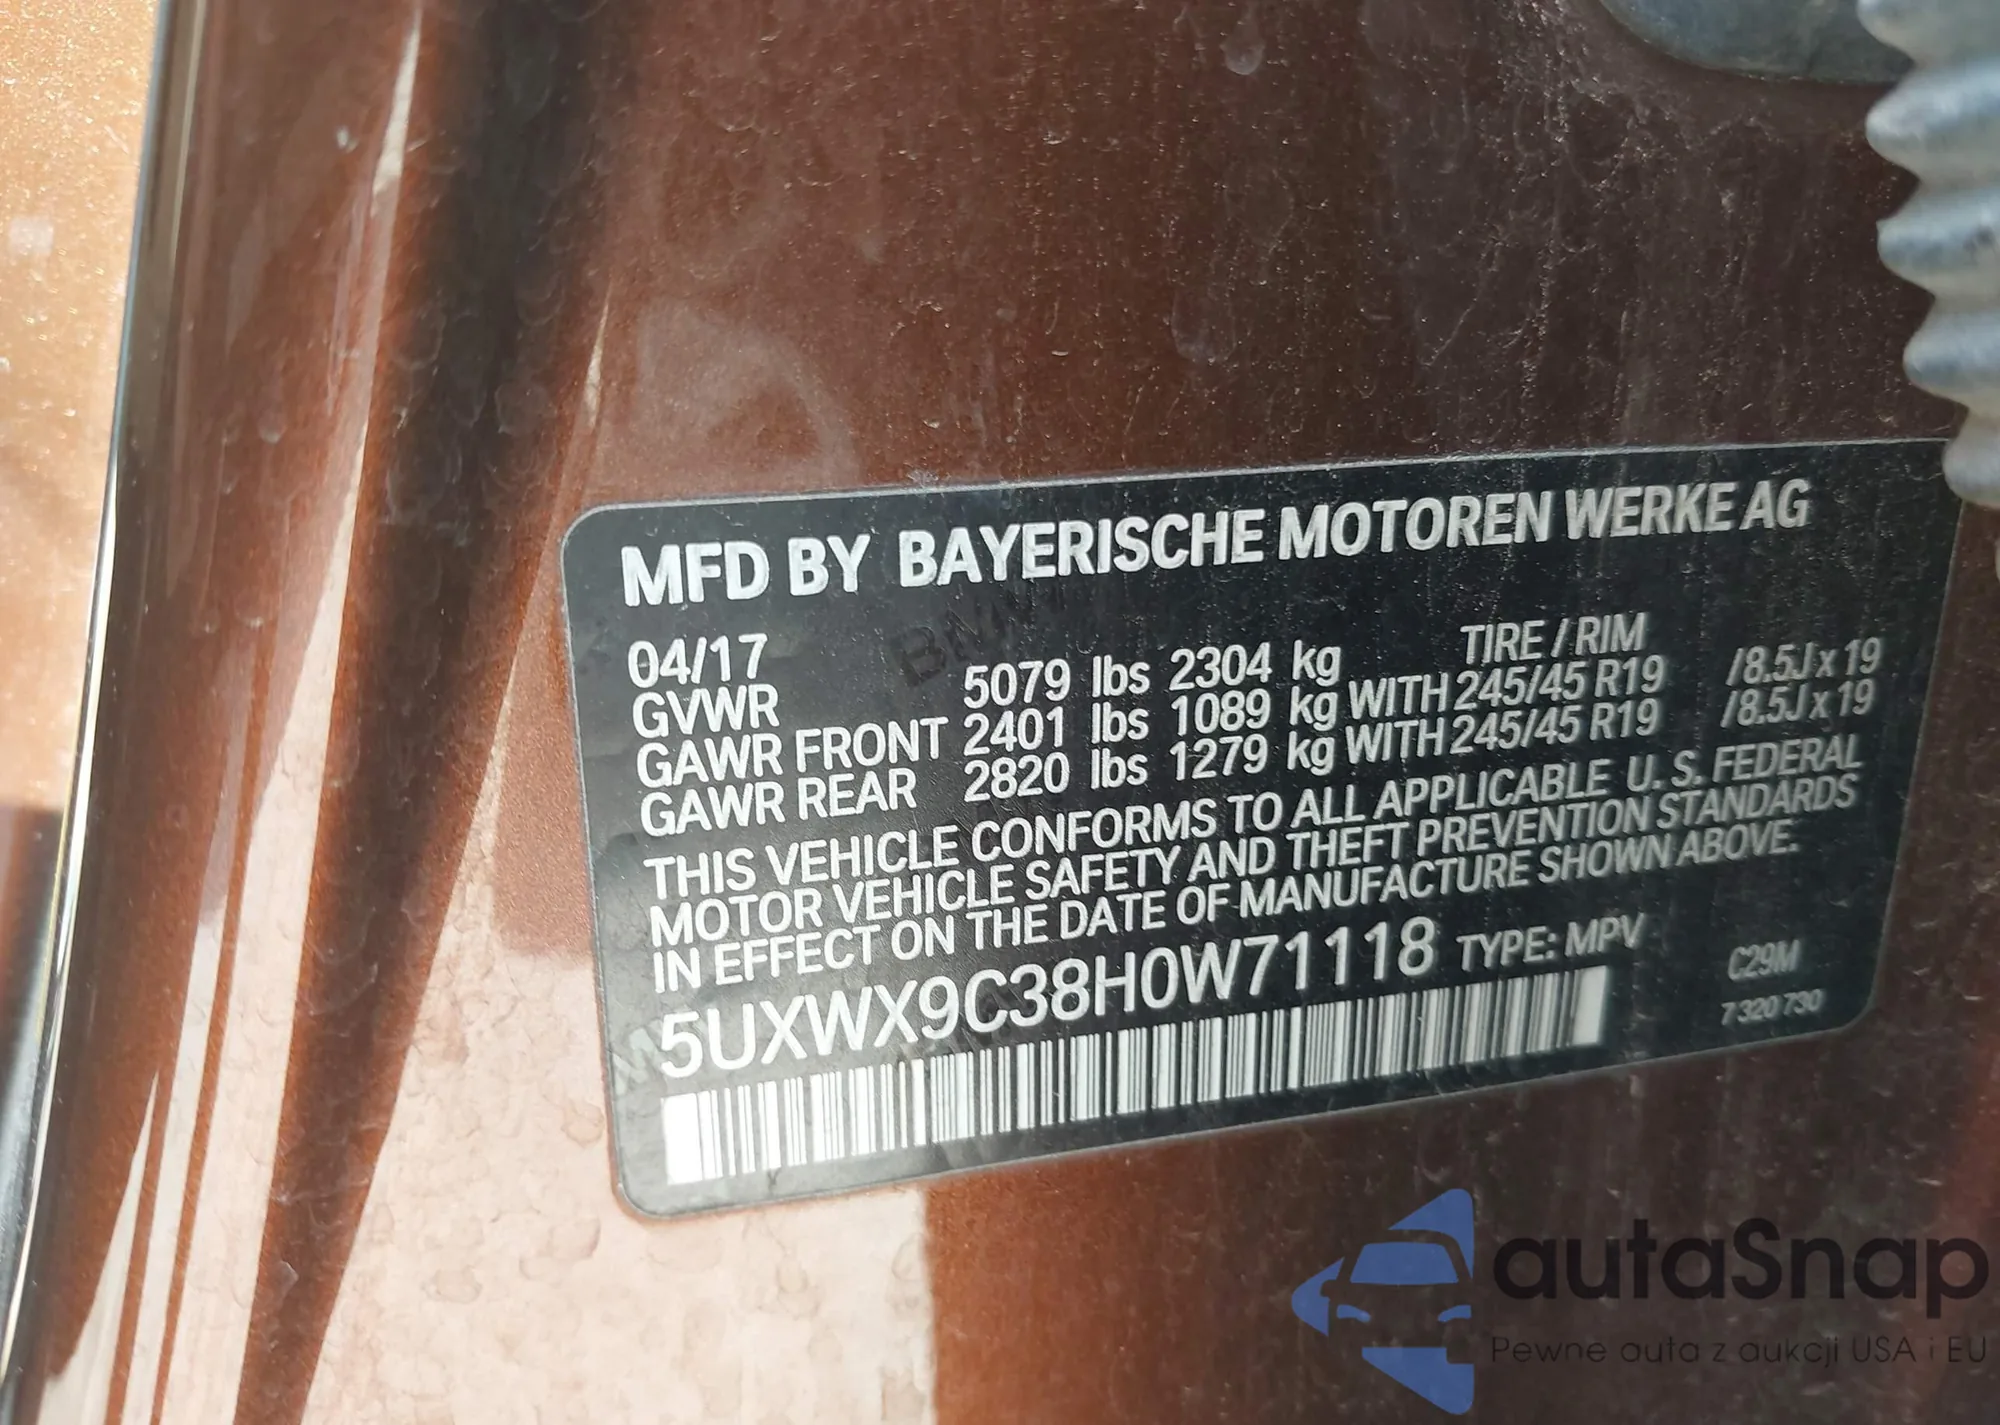 MFD BY BAYERISCHE MOTOREN WERKE AG
04/17 TIRE / RIM
GVWR 5079 lbs 2304 kg
GAWR FRONT 2401 lbs 1089 kg WITH 245/45 R19 /8.5J x 19
GAWR REAR 2820 lbs 1279 kg WITH 245/45 R19 /8.5J x 19
THIS VEHICLE CONFORMS TO ALL APPLICABLE U. S. FEDERAL
MOTOR VEHICLE SAFETY AND THEFT PREVENTION STANDARDS
IN EFFECT ON THE DATE OF MANUFACTURE SHOWN ABOVE.
5UXWX9C38H0W71118 TYPE: MPV
C29M
7 320 730
autaSnap
Pewne auta z aukcji USA i EU